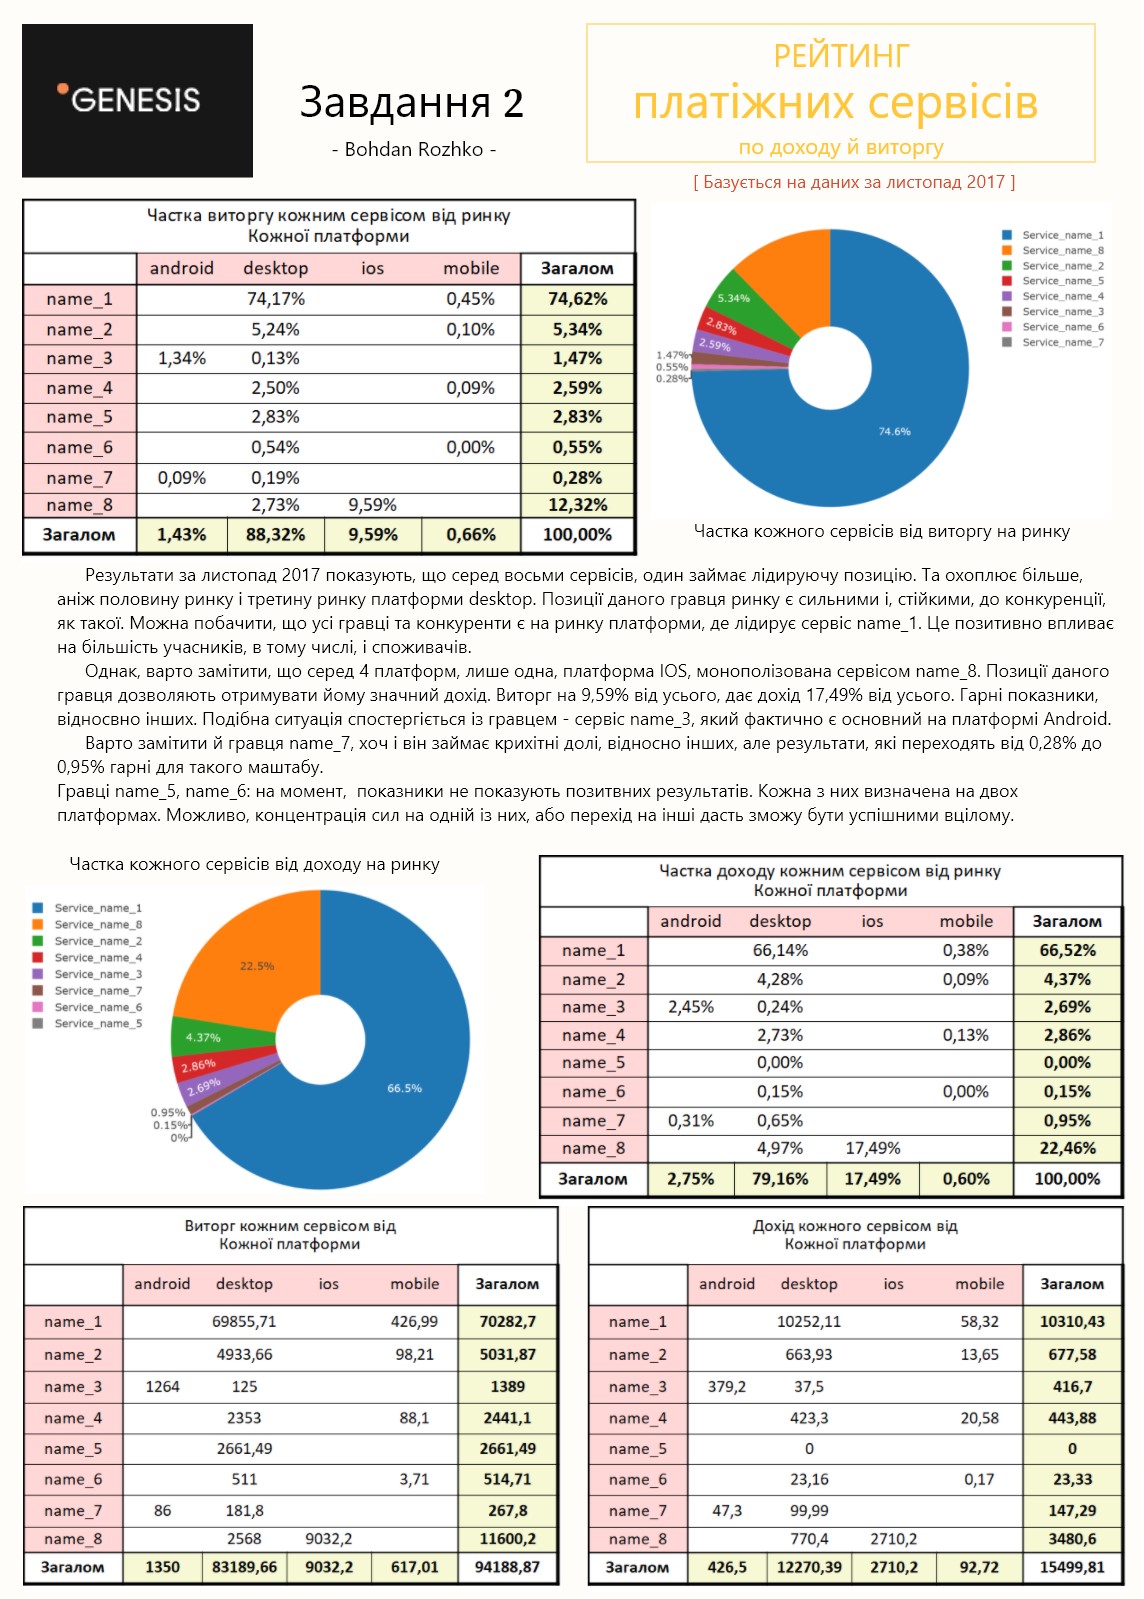 GENESIS
Завдання 2
- Bohdan Rozhko -
РЕЙТИНГ
платіжних сервісів
по доходу й виторгу
[ Базується на даних за листопад 2017 ]
Частка виторгу кожним сервісом від ринку
Кожної платформи
android desktop ios mobile Загалом
name_1 74,17% 0,45% 74,62%
name_2 5,24% 0,10% 5,34%
name_3 1,34% 0,13% 1,47%
name_4 2,50% 0,09% 2,59%
name_5 2,83% 2,83%
name_6 0,54% 0,00% 0,55%
name_7 0,09% 0,19% 0,28%
name_8 2,73% 9,59% 12,32%
Загалом 1,43% 88,32% 9,59% 0,66% 100,00%
5.34%
2.83%
2.59%
1.47%
0.55%
0.28%
74.6%
Service_name_1
Service_name_8
Service_name_2
Service_name_5
Service_name_4
Service_name_3
Service_name_6
Service_name_7
Частка кожного сервісів від виторгу на ринку
Результати за листопад 2017 показують, що серед восьми сервісів, один займає лідируючу позицію. Та охоплює більше,
аніж половину ринку і третину ринку платформи desktop. Позиції даного гравця ринку є сильними і, стійкими, до конкуренції,
як такої. Можна побачити, що усі гравці та конкуренти є на ринку платформи, де лідирує сервіс name_1. Це позитивно впливає
на більшість учасників, в тому числі, і споживачів.
Однак, варто замітити, що серед 4 платформ, лише одна, платформа IOS, монополізована сервісом name_8. Позиції даного
гравця дозволяють отримувати йому значний дохід. Виторг на 9,59% від усього, дає дохід 17,49% від усього. Гарні показники,
відносвно інших. Подібна ситуація спостергіється із гравцем - сервіс name_3, який фактично є основний на платформі Android.
Варто замітити й гравця name_7, хоч і він займає крихітні долі, відносно інших, але результати, які переходять від 0,28% до
0,95% гарні для такого маштабу.
Гравці name_5, name_6: на момент, показники не показують позитвних результатів. Кожна з них визначена на двох
платформах. Можливо, концентрація сил на одній із них, або перехід на інші дасть зможу бути успішними вцілому.
Частка кожного сервісів від доходу на ринку
Service_name_1
Service_name_8
Service_name_2
Service_name_4
Service_name_3
Service_name_7
Service_name_6
Service_name_5
22.5%
4.37%
2.86%
2.69%
0.95%
0.15%
0%
66.5%
Частка доходу кожним сервісом від ринку
Кожної платформи
android desktop ios mobile Загалом
name_1 66,14% 0,38% 66,52%
name_2 4,28% 0,09% 4,37%
name_3 2,45% 0,24% 2,69%
name_4 2,73% 0,13% 2,86%
name_5 0,00% 0,00%
name_6 0,15% 0,00% 0,15%
name_7 0,31% 0,65% 0,95%
name_8 4,97% 17,49% 22,46%
Загалом 2,75% 79,16% 17,49% 0,60% 100,00%
Виторг кожним сервісом від
Кожної платформи
android desktop ios mobile Загалом
name_1 69855,71 426,99 70282,7
name_2 4933,66 98,21 5031,87
name_3 1264 125 1389
name_4 2353 88,1 2441,1
name_5 2661,49 2661,49
name_6 511 3,71 514,71
name_7 86 181,8 267,8
name_8 2568 9032,2 11600,2
Загалом 1350 83189,66 9032,2 617,01 94188,87
Дохід кожного сервісом від
Кожної платформи
android desktop ios mobile Загалом
name_1 10252,11 58,32 10310,43
name_2 663,93 13,65 677,58
name_3 379,2 37,5 416,7
name_4 423,3 20,58 443,88
name_5 0 0
name_6 23,16 0,17 23,33
name_7 47,3 99,99 147,29
name_8 770,4 2710,2 3480,6
Загалом 426,5 12270,39 2710,2 92,72 15499,81